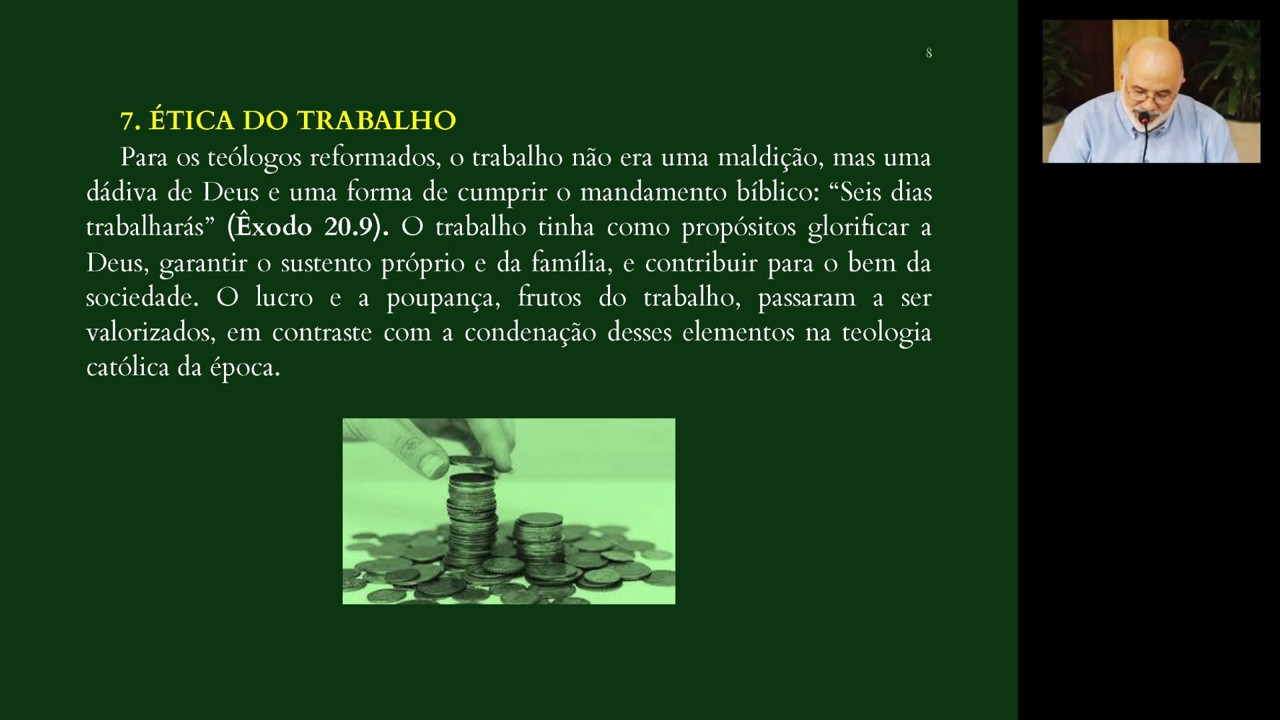 8
7. ÉTICA DO TRABALHO
Para os teólogos reformados, o trabalho não era uma maldição, mas uma
dádiva de Deus e uma forma de cumprir o mandamento bíblico: “Seis dias
trabalharás” (Êxodo 20.9). O trabalho tinha como propósitos glorificar a
Deus, garantir o sustento próprio e da família, e contribuir para o bem da
sociedade. O lucro e a poupança, frutos do trabalho, passaram a ser
valorizados, em contraste com a condenação desses elementos na teologia
católica da época.